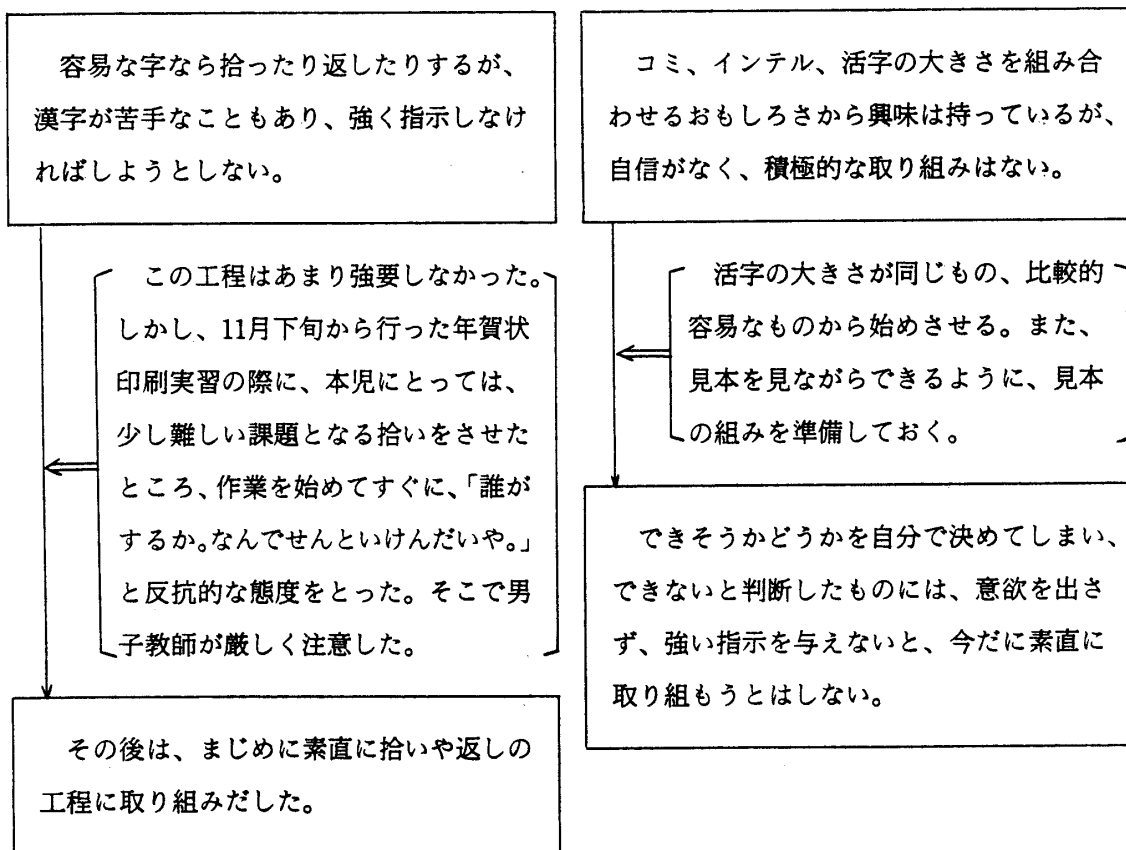 容易な字なら拾ったり返したりするが、
漢字が苦手なこともあり、強く指示しなけ
ればしようとしない。
この工程はあまり強要しなかった。
しかし、11月下旬から行った年賀状
印刷実習の際に、本児にとっては、
少し難しい課題となる拾いをさせた
ところ、作業を始めてすぐに、「誰が
するか。なんでせんといけんだいや。」
と反抗的な態度をとった。そこで男
子教師が厳しく注意した。
その後は、まじめに素直に拾いや返しの
工程に取り組みだした。
コミ、インテル、活字の大きさを組み合
わせるおもしろさから興味は持っているが、
自信がなく、積極的な取り組みはない。
活字の大きさが同じもの、比較的
容易なものから始めさせる。また、
見本を見ながらできるように、見本
の組みを準備しておく。
できそうかどうかを自分で決めてしまい、
できないと判断したものには、意欲を出さ
ず、強い指示を与えないと、今だに素直に
取り組もうとはしない。